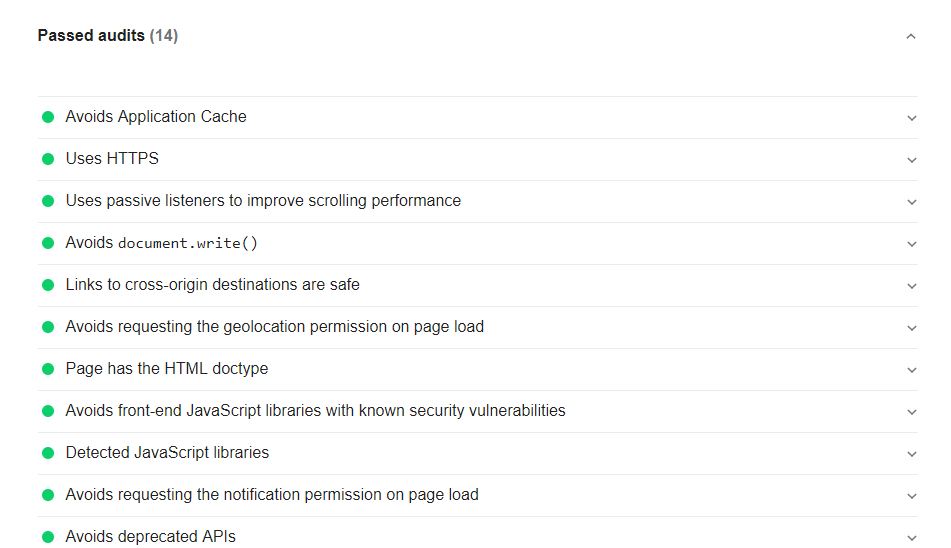 Passed audits (14)
Avoids Application Cache
Uses HTTPS
Uses passive listeners to improve scrolling performance
Avoids document.write()
Links to cross-origin destinations are safe
Avoids requesting the geolocation permission on page load
Page has the HTML doctype
Avoids front-end JavaScript libraries with known security vulnerabilities
Detected JavaScript libraries
Avoids requesting the notification permission on page load
Avoids deprecated APIs